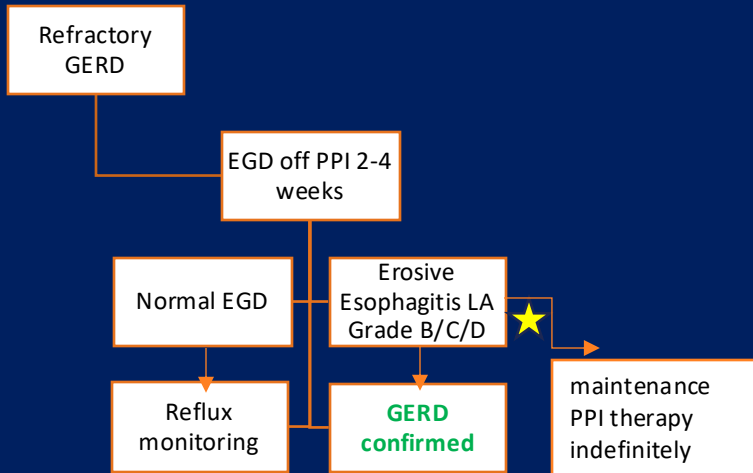 Refractory
GERD
EGD off PPI 2-4
weeks
Normal EGD
Erosive
Esophagitis LA
Grade B/C/D
Reflux
monitoring
GERD
confirmed
maintenance
PPI therapy
indefinitely